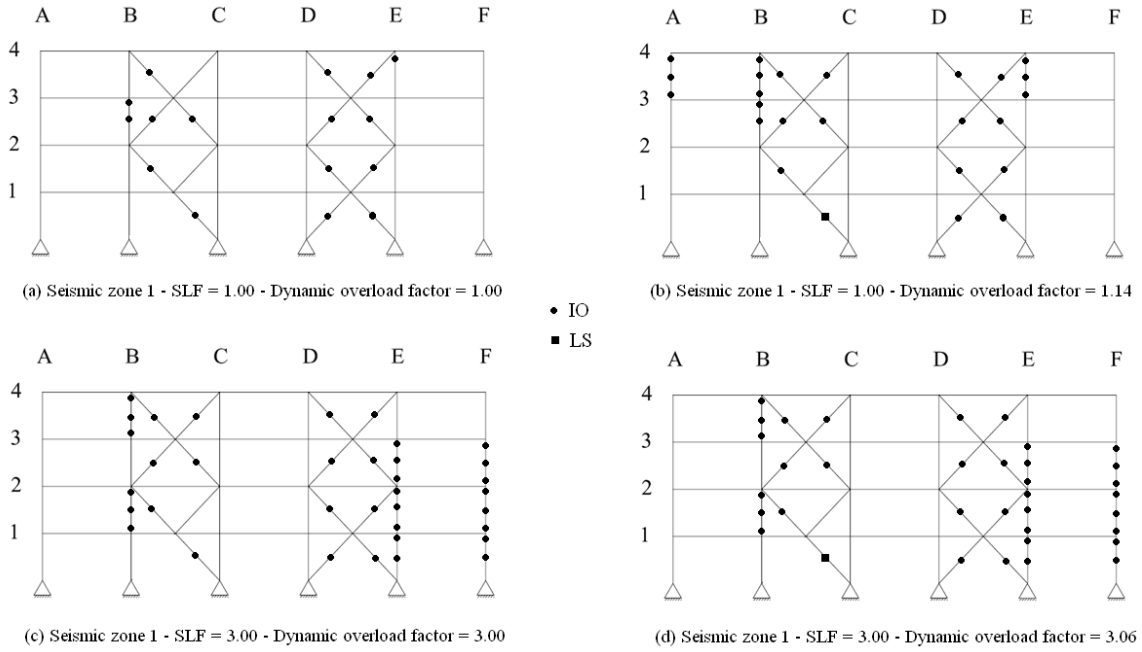 A B C D E F
4
3
2
1
(a) Seismic zone 1 - SLF = 1.00 - Dynamic overload factor = 1.00
A B C D E F
4
3
2
1
(b) Seismic zone 1 - SLF = 1.00 - Dynamic overload factor = 1.14
IO
LS
A B C D E F
4
3
2
1
(c) Seismic zone 1 - SLF = 3.00 - Dynamic overload factor = 3.00
A B C D E F
4
3
2
1
(d) Seismic zone 1 - SLF = 3.00 - Dynamic overload factor = 3.06